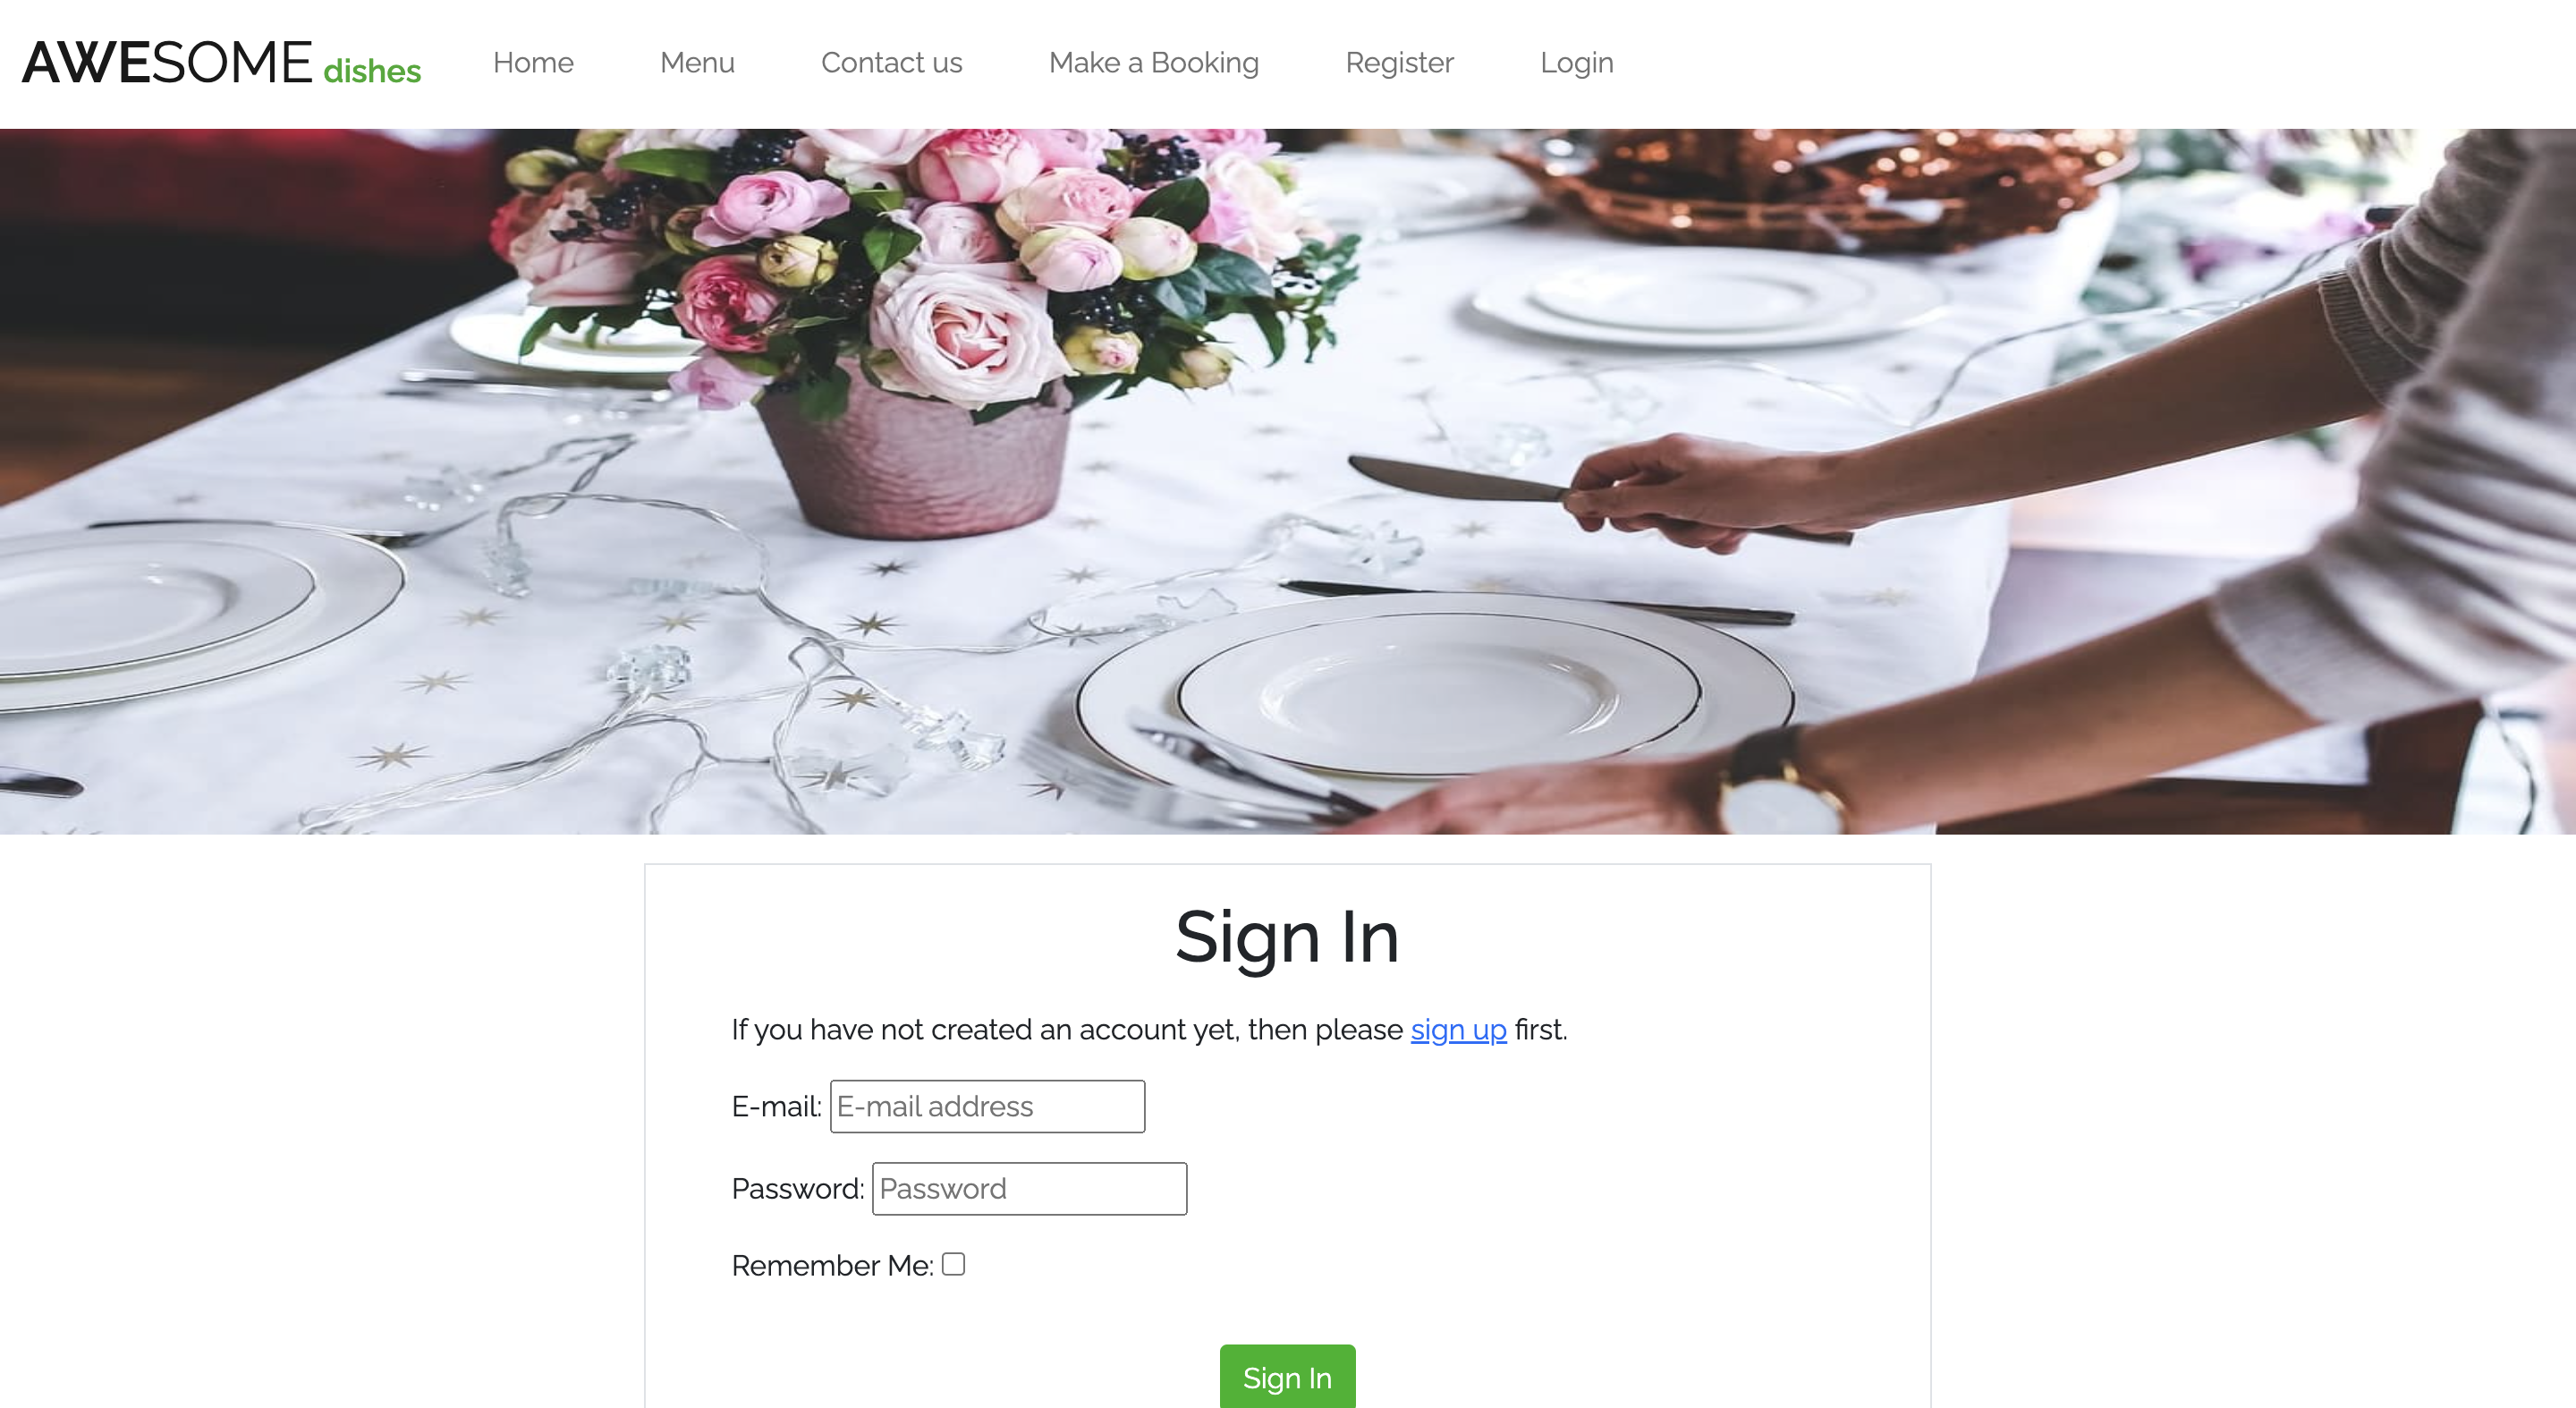 AWESOME dishes Home Menu Contact us Make a Booking Register Login
Sign In
If you have not created an account yet, then please sign up first.
E-mail: E-mail address
Password: Password
Remember Me:
Sign In